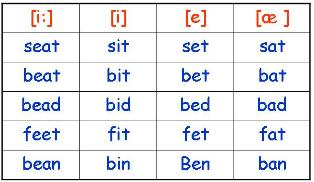 [i:] [i] [e] [æ ]
seat sit set sat
beat bit bet bat
bead bid bed bad
feet fit fet fat
bean bin Ben ban